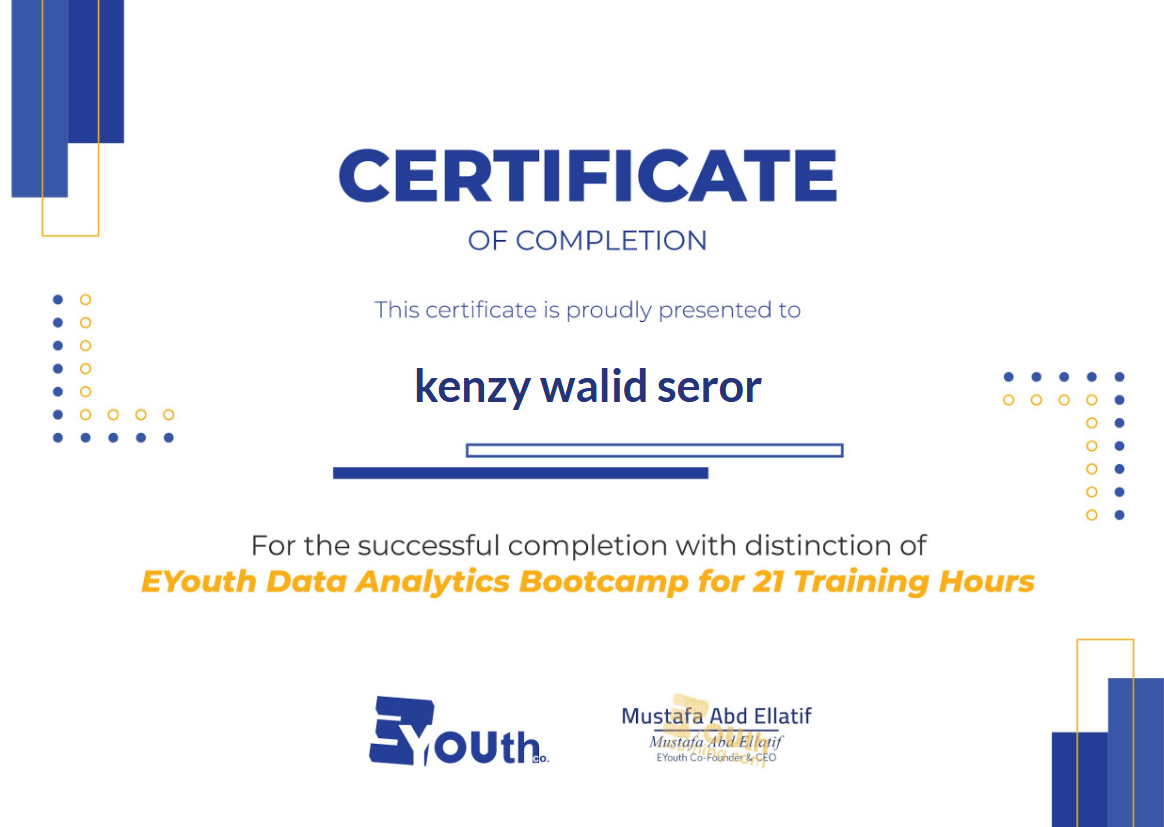 CERTIFICATE
OF COMPLETION
This certificate is proudly presented to
kenzy walid seror
For the successful completion with distinction of
EYouth Data Analytics Bootcamp for 21 Training Hours
EYouth co.
Mustafa Abd Ellatif
Mustafa Abd Ellatif
EYouth Co-Founder & CEO